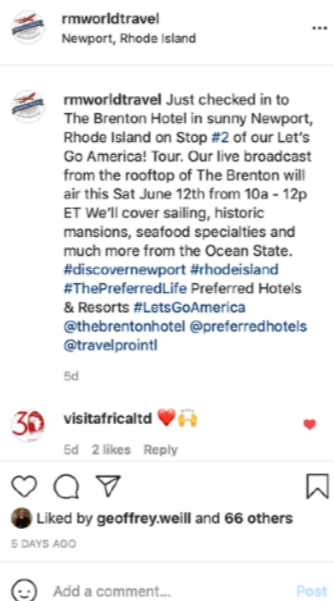 rmworldtravel
Newport, Rhode Island
rmworldtravel Just checked in to
The Brenton Hotel in sunny Newport,
Rhode Island on Stop #2 of our Let's
Go America! Tour. Our live broadcast
from the rooftop of The Brenton will
air this Sat June 12th from 10a - 12p
ET We'll cover sailing, historic
mansions, seafood specialties and
much more from the Ocean State.
#discovernewport #rhodeisland
#ThePreferredLife Preferred Hotels
& Resorts #LetsGoAmerica
@thebrentonhotel @preferredhotels
@travelprointl
5d
30
visitafricaltd ❤️🙌
5d 2 likes Reply
Liked by geoffrey.weill and 66 others
5 DAYS AGO
Add a comment... Post